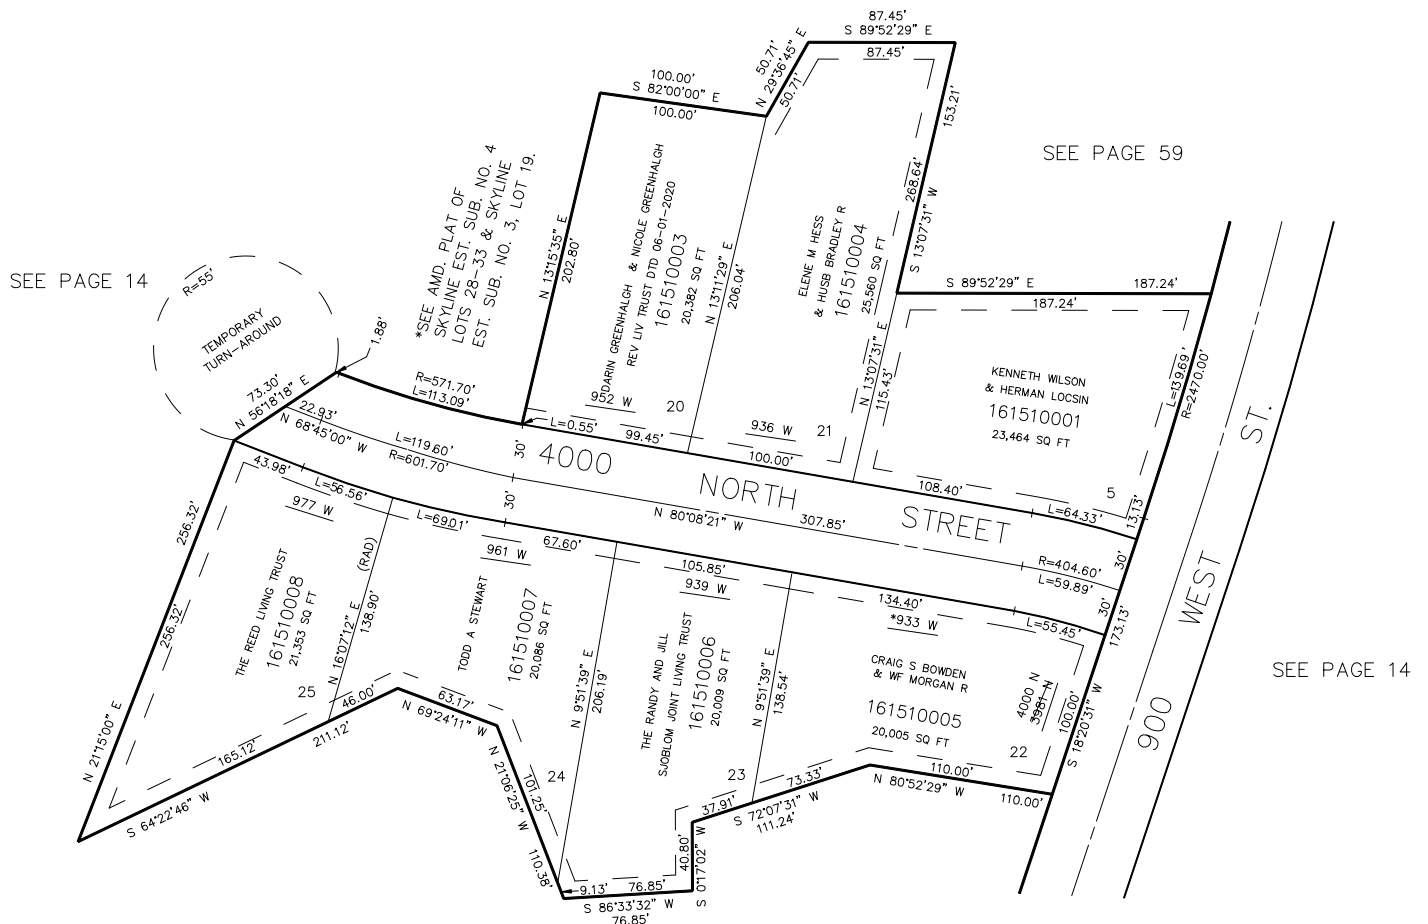 87.45'
S 89°52'29" E
87.45'
50.71'
N 29°36'45" E
50.71'
100.00'
S 82°00'00" E
100.00'
153.21'
268.64'
S 13°07'31" W
SEE PAGE 59
SEE PAGE 14
*SEE AMD. PLAT OF
SKYLINE EST. SUB. NO. 4
LOTS 28-33 & SKYLINE
EST. SUB. NO. 3, LOT 19.
N 13°15'35" E
202.80'
DARIN GREENHALGH & NICOLE GREENHALGH
REV LIV TRUST DTD 06-01-2020
161510003
20,382 SQ FT
N 13°11'29" E
206.04'
ELENE M HESS
& HUSB BRADLEY R
161510004
25,560 SQ FT
S 89°52'29" E
187.24'
187.24'
R=55'
TEMPORARY
TURN-AROUND
1.88'
73.30'
N 56°18'18" E
22.93'
N 68°45'00" W
R=571.70'
L=113.09'
L=119.60'
R=601.70'
952 W
20
L=0.55'
99.45'
936 W
21
100.00'
N 13°07'31" E
115.43'
KENNETH WILSON
& HERMAN LOCSIN
161510001
23,464 SQ FT
L=139.69'
R=2470.00'
5
108.40'
L=64.33'
13.13'
30'
30'
4000 NORTH STREET
N 80°08'21" W
307.85'
R=404.60'
L=59.89'
30'
30'
173.13'
900 WEST ST.
SEE PAGE 14
43.98'
L=56.56'
977 W
L=69.01'
961 W
67.60'
105.85'
939 W
134.40'
*933 W
L=55.45'
256.32'
256.32'
N 21°15'00" E
THE REED LIVING TRUST
161510008
21,353 SQ FT
25
N 16°07'12" E
(RAD)
138.90'
TODD A STEWART
161510007
20,086 SQ FT
24
N 9°51'39" E
206.19'
THE RANDY AND JILL
SJOBLOM JOINT LIVING TRUST
161510006
20,009 SQ FT
23
N 9°51'39" E
138.54'
CRAIG S BOWDEN
& WF MORGAN R
161510005
20,005 SQ FT
22
4000 N
3981 N
100.00'
S 18°20'31" W
165.12'
46.00'
211.12'
S 64°22'46" W
63.17'
N 69°24'11" W
N 21°06'25" W
101.25'
110.38'
9.13'
76.85'
S 86°33'32" W
76.85'
40.80'
S 0°17'02" W
37.91'
73.33'
S 72°07'31" W
111.24'
110.00'
N 80°52'29" W
110.00'